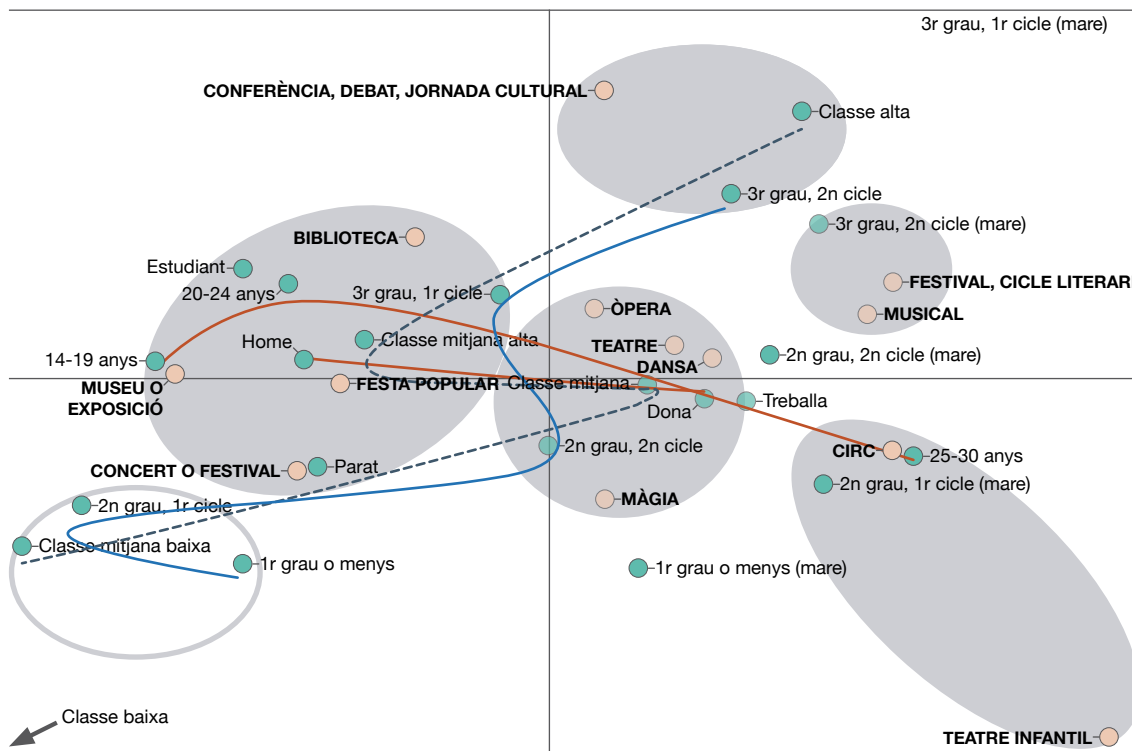 3r grau, 1r cicle (mare)
CONFERÈNCIA, DEBAT, JORNADA CULTURAL
Classe alta
3r grau, 2n cicle
3r grau, 2n cicle (mare)
BIBLIOTECA
Estudiant
20-24 anys
3r grau, 1r cicle
FESTIVAL, CICLE LITERARI
ÒPERA
MUSICAL
Home
Classe mitjana alta
TEATRE
14-19 anys
DANSA
2n grau, 2n cicle (mare)
MUSEU O
EXPOSICIÓ
FESTA POPULAR
Classe mitjana
Dona
Treballa
2n grau, 2n cicle
CIRC
25-30 anys
CONCERT O FESTIVAL
Parat
2n grau, 1r cicle (mare)
MÀGIA
2n grau, 1r cicle
Classe mitjana baixa
1r grau o menys
1r grau o menys (mare)
Classe baixa
TEATRE INFANTIL